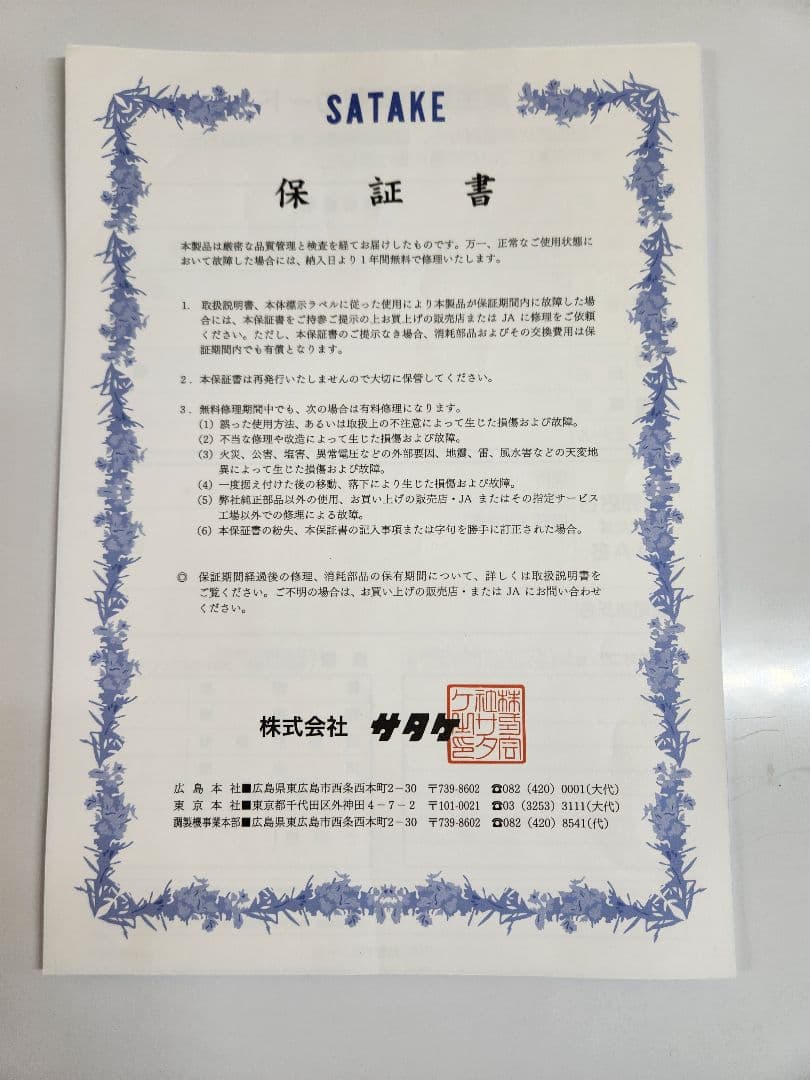 SATAKE
保証書
本製品は厳密な品質管理と検査を経てお届けしたものです。万一、正常なご使用状態に
おいて故障した場合には、納入日より1年間無料で修理いたします。
1. 取扱説明書、本体標示ラベルに従った使用により本製品が保証期間内に故障した場
合には、本保証書をご持参ご提示の上お買上げの販売店または JA に修理をご依頼
ください。ただし、本保証書のご提示なき場合、消耗部品およびその交換費用は保
証期間内でも有償となります。
2. 本保証書は再発行いたしませんので大切に保管してください。
3. 無料修理期間中でも、次の場合は有料修理になります。
(1) 誤った使用方法、あるいは取扱上の不注意によって生じた損傷および故障。
(2) 不当な修理や改造によって生じた損傷および故障。
(3) 火災、公害、塩害、異常電圧などの外部要因、地震、雷、風水害などの天変地
異によって生じた損傷および故障。
(4) 一度据え付けた後の移動、落下により生じた損傷および故障。
(5) 弊社純正部品以外の使用、お買い上げの販売店・JA またはその指定サービス
工場以外での修理による故障。
(6) 本保証書の紛失、本保証書の記入事項または字句を勝手に訂正された場合。
◎ 保証期間経過後の修理、消耗部品の保有期間について、詳しくは取扱説明書を
ご覧ください。ご不明の場合は、お買い上げの販売店・または JA にお問い合わせ
ください。
株式会社 サタケ
株式会社サタケ之印
広島本社■広島県東広島市西条西本町2-30 〒739-8602 ☎082 (420) 0001(大代)
東京本社■東京都千代田区外神田4-7-2 〒101-0021 ☎03 (3253) 3111(大代)
調製機事業本部■広島県東広島市西条西本町2-30 〒739-8602 ☎082 (420) 8541(代)